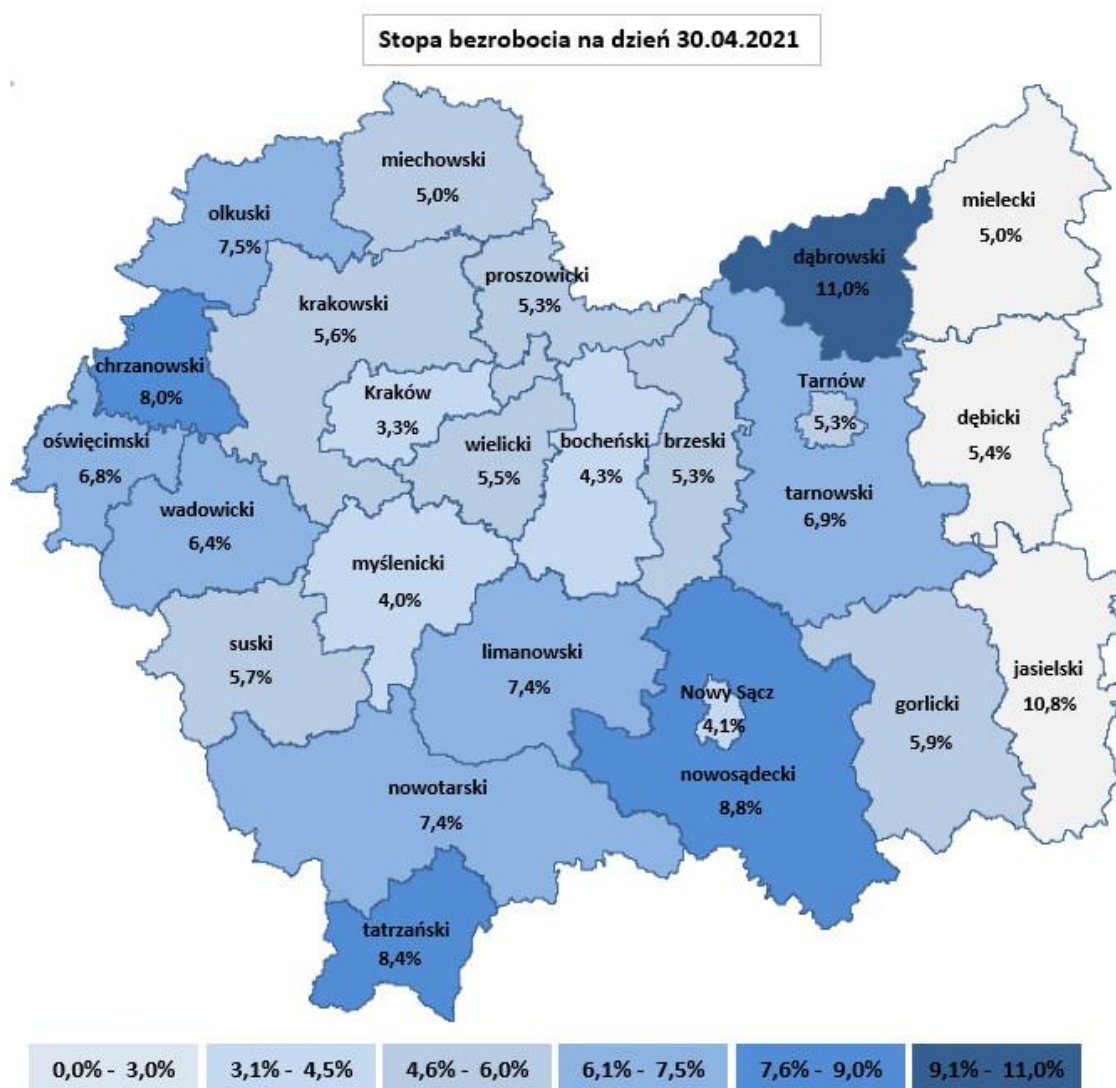 Stopa bezrobocia na dzień 30.04.2021
miechowski
5,0%
olkuski
7,5%
mielecki
5,0%
dąbrowski
11,0%
proszowicki
5,3%
krakowski
5,6%
chrzanowski
8,0%
Kraków
3,3%
Tarnów
5,3%
dębicki
5,4%
oświęcimski
6,8%
wielicki
5,5%
bocheński
4,3%
brzeski
5,3%
tarnowski
6,9%
wadowicki
6,4%
myślenicki
4,0%
suski
5,7%
limanowski
7,4%
Nowy Sącz
4,1%
jasielski
10,8%
gorlicki
5,9%
nowosądecki
8,8%
nowotarski
7,4%
tatrzański
8,4%
0,0% - 3,0%
3,1% - 4,5%
4,6% - 6,0%
6,1% - 7,5%
7,6% - 9,0%
9,1% - 11,0%